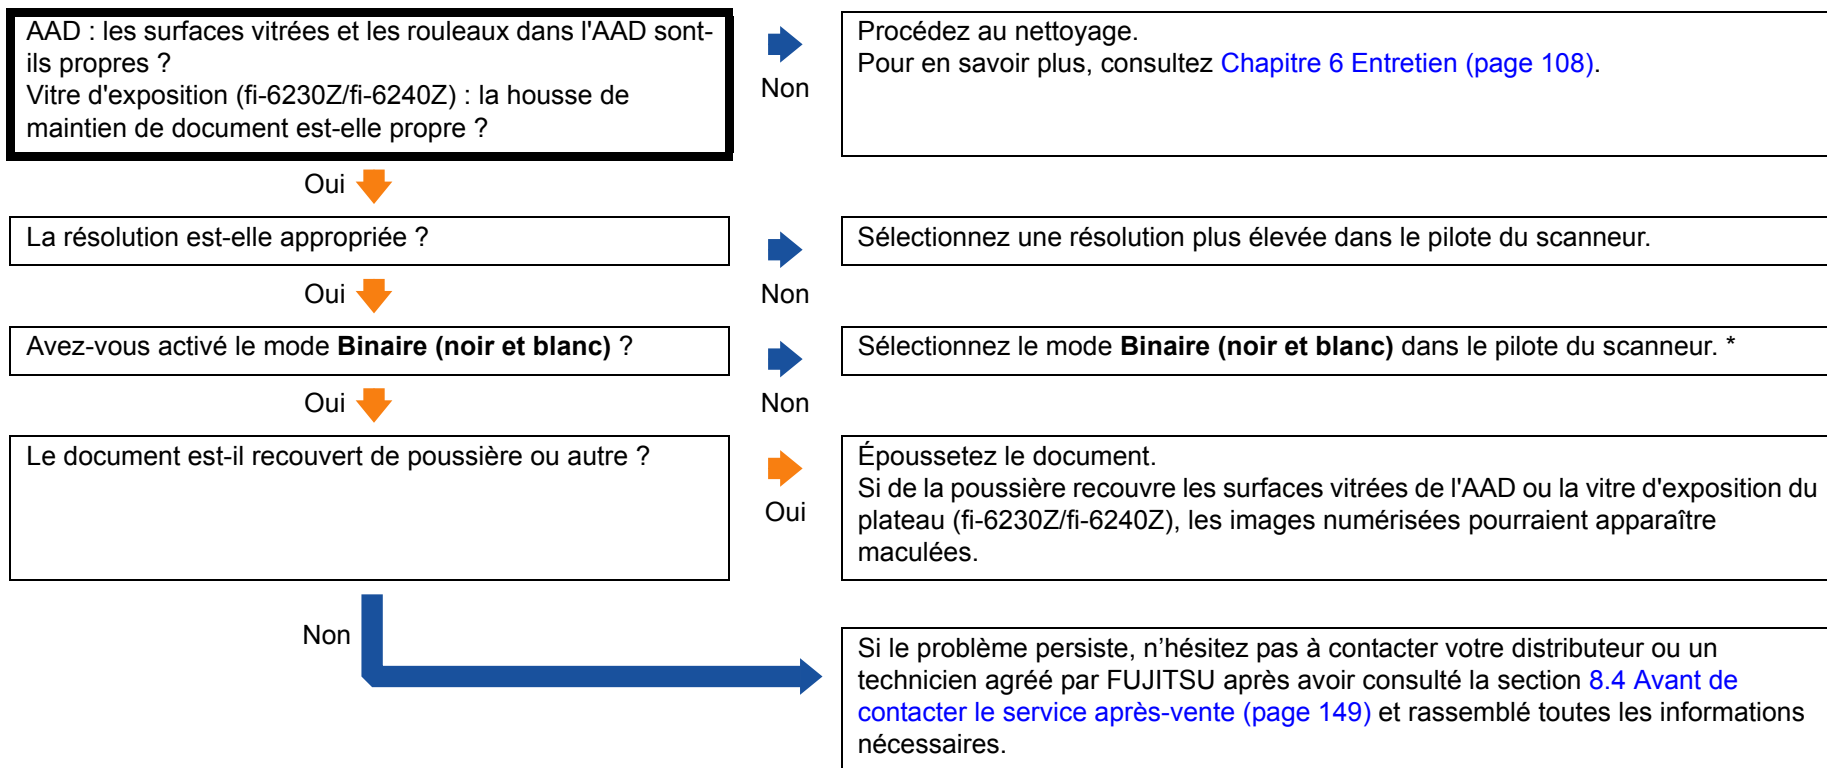 AAD : les surfaces vitrées et les rouleaux dans l'AAD sont-
ils propres ?
Vitre d'exposition (fi-6230Z/fi-6240Z) : la housse de
maintien de document est-elle propre ?
Non
Procédez au nettoyage.
Pour en savoir plus, consultez Chapitre 6 Entretien (page 108).
Oui
La résolution est-elle appropriée ?
Non
Sélectionnez une résolution plus élevée dans le pilote du scanneur.
Oui
Avez-vous activé le mode Binaire (noir et blanc) ?
Non
Sélectionnez le mode Binaire (noir et blanc) dans le pilote du scanneur. *
Oui
Le document est-il recouvert de poussière ou autre ?
Oui
Époussetez le document.
Si de la poussière recouvre les surfaces vitrées de l'AAD ou la vitre d'exposition du
plateau (fi-6230Z/fi-6240Z), les images numérisées pourraient apparaître
maculées.
Non
Si le problème persiste, n’hésitez pas à contacter votre distributeur ou un
technicien agréé par FUJITSU après avoir consulté la section 8.4 Avant de
contacter le service après-vente (page 149) et rassemblé toutes les informations
nécessaires.